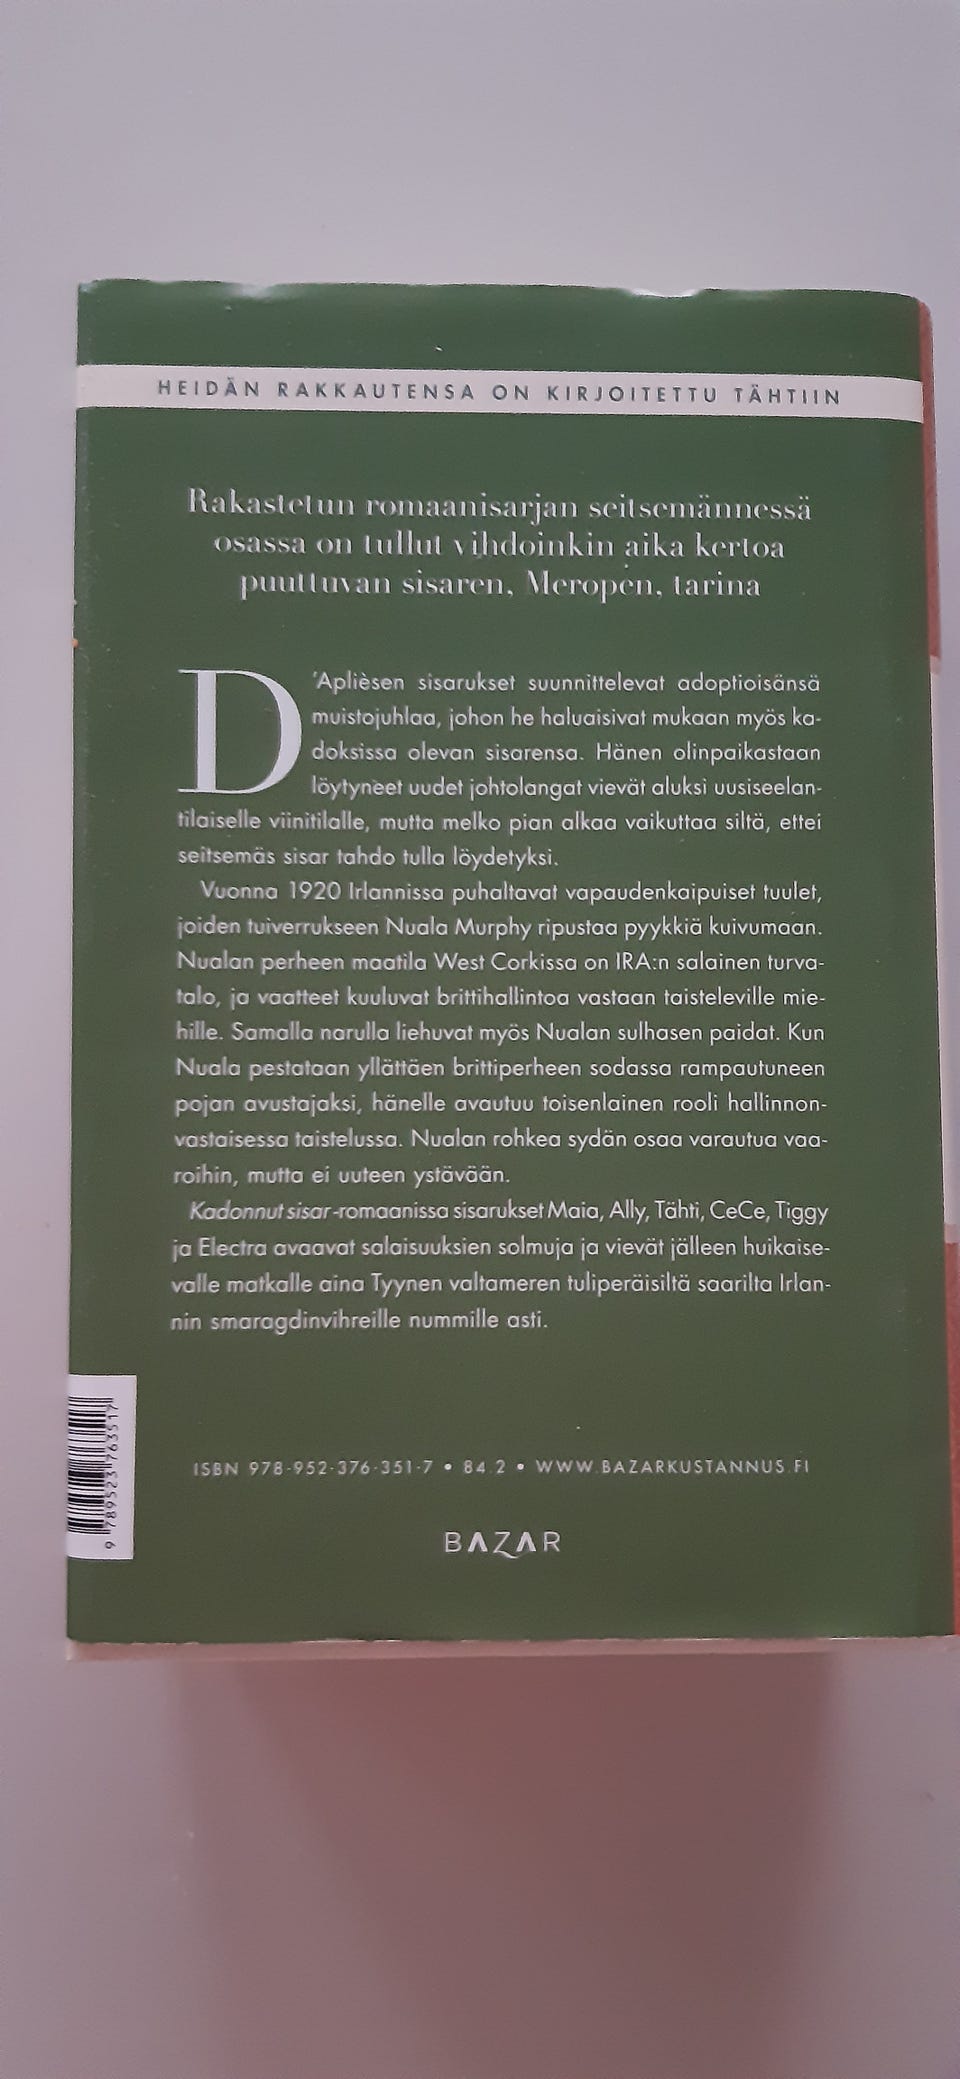 HEIDÄN RAKKAUTENSA ON KIRJOITETTU TÄHTIIN
Rakastetun romaanisarjan seitsemännessä
osassa on tullut vihdoinkin aika kertoa
puuttuvan sisaren, Meropen, tarina
D'Aplièsen sisarukset suunnittelevat adoptioisänsä
muistojuhlaa, johon he haluaisivat mukaan myös ka-
doksissa olevan sisarensa. Hänen olinpaikastaan
löytyneet uudet johtolangat vievät aluksi uusiseelan-
tilaiselle viinitilalle, mutta melko pian alkaa vaikuttaa siltä, ettei
seitsemäs sisar tahdo tulla löydetyksi.
Vuonna 1920 Irlannissa puhaltavat vapaudenkaipuiset tuulet,
joiden tuiverrukseen Nuala Murphy ripustaa pyykkiä kuivumaan.
Nualan perheen maatila West Corkissa on IRA:n salainen turva-
talo, ja vaatteet kuuluvat brittihallintoa vastaan taisteleville mie-
hille. Samalla narulla liehuvat myös Nualan sulhasen paidat. Kun
Nuala pestataan yllättäen brittiperheen sodassa rampautuneen
pojan avustajaksi, hänelle avautuu toisenlainen rooli hallinnon-
vastaisessa taistelussa. Nualan rohkea sydän osaa varautua vaa-
roihin, mutta ei uuteen ystävään.
Kadonnut sisar -romaanissa sisarukset Maia, Ally, Tähti, CeCe, Tiggy
ja Electra avaavat salaisuuksien solmuja ja vievät jälleen huikaise-
valle matkalle aina Tyynen valtameren tuliperäisiltä saarilta Irlan-
nin smaragdinvihreille nummille asti.
9 789523 763517
ISBN 978-952-376-351-7 • 84.2 • WWW.BAZARKUSTANNUS.FI
BAZAR